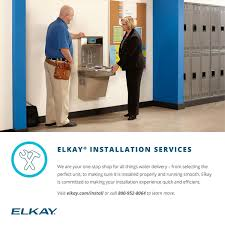 ELKAY® INSTALLATION SERVICES
We are your one-stop shop for all things water delivery – from selecting the
perfect unit, to making sure it is installed properly and running smooth, Elkay
is committed to making your installation experience quick and efficient.
Visit elkay.com/install or call 800-952-8064 to learn more.
ELKAY.